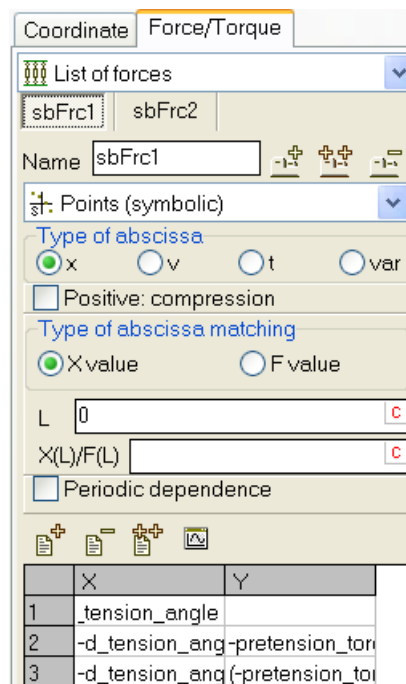 Coordinate Force/Torque
List of forces
sbFrc1 sbFrc2
Name sbFrc1
Points (symbolic)
Type of abscissa
x v t var
Positive: compression
Type of abscissa matching
X value F value
L 0 C
X(L)/F(L) C
Periodic dependence
X Y
1 _tension_angle
2 -d_tension_ang -pretension_tor
3 -d_tension_ang (-pretension_to